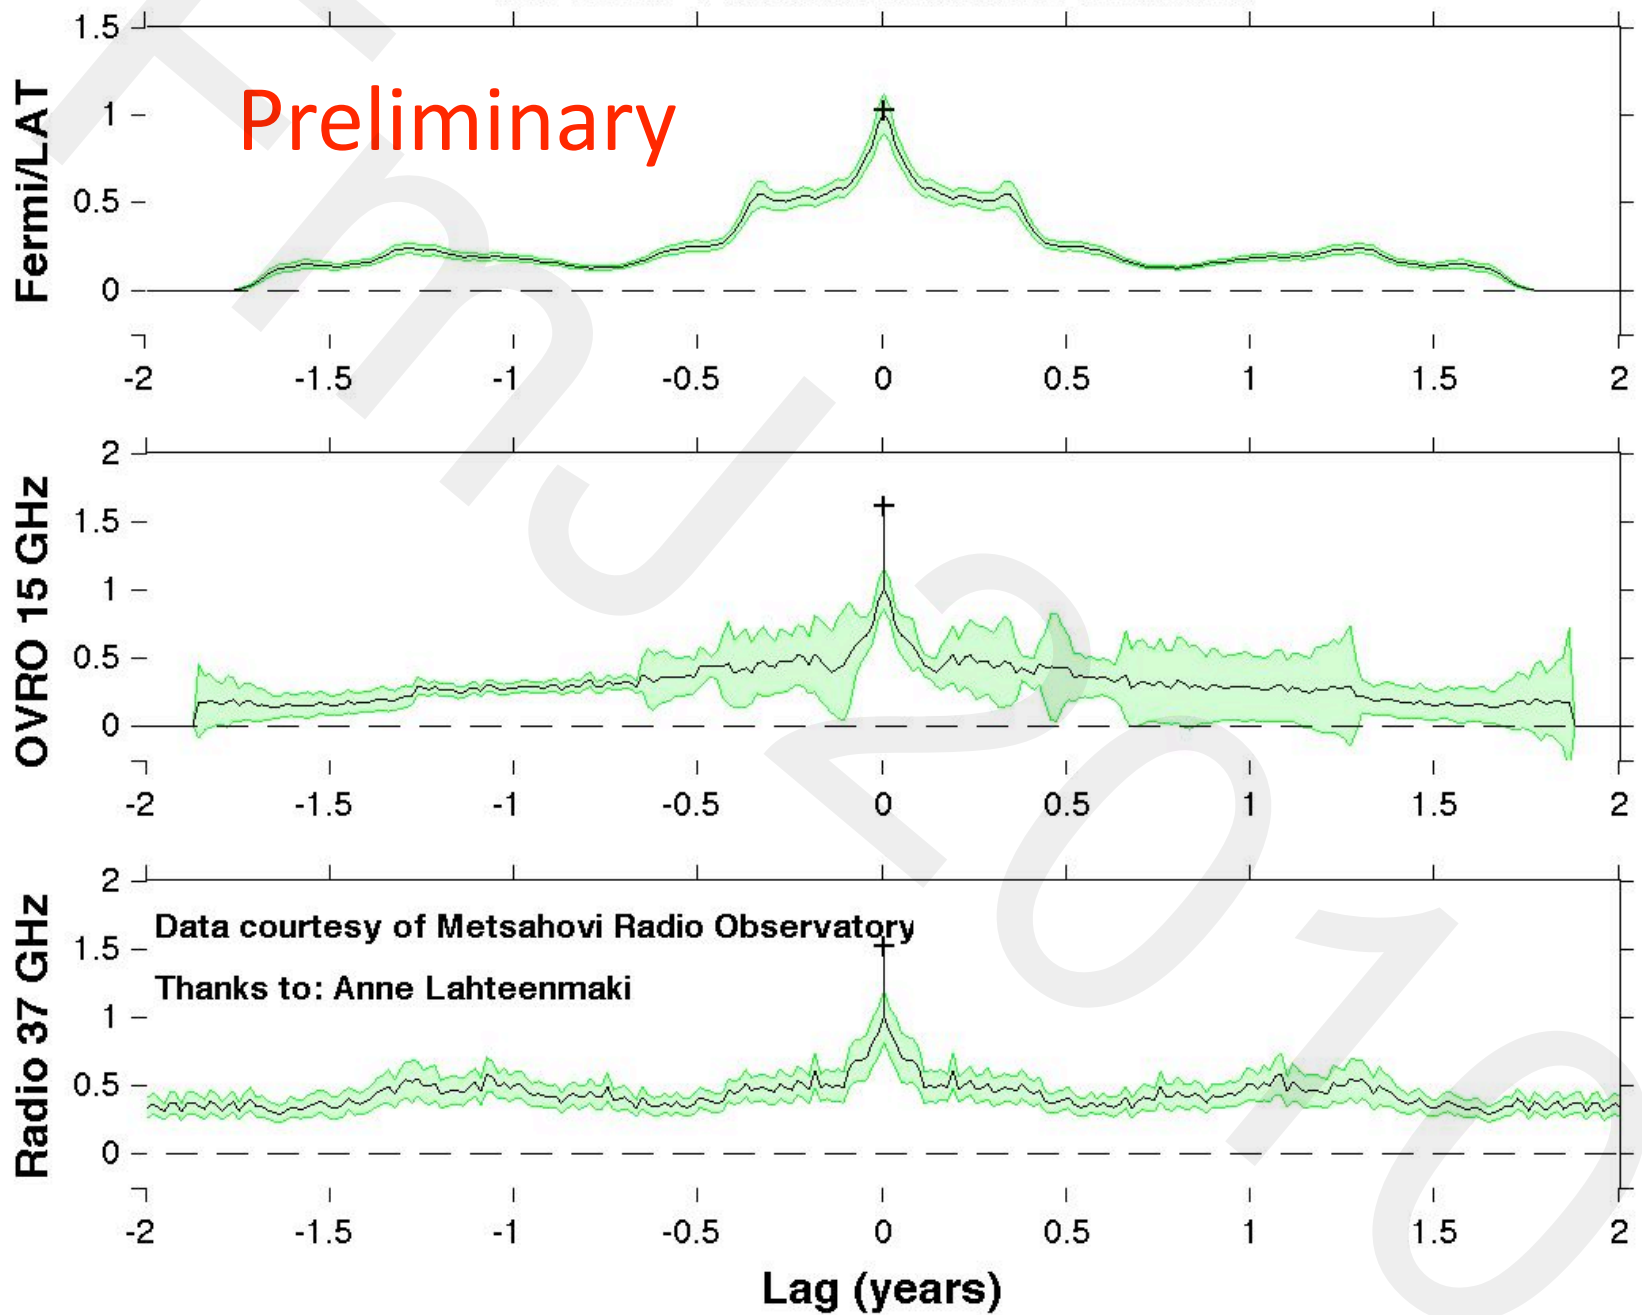 1.5
Preliminary
1
0.5
0
Fermi/LAT
-2 -1.5 -1 -0.5 0 0.5 1 1.5 2
2
1.5
1
0.5
0
OVRO 15 GHz
-2 -1.5 -1 -0.5 0 0.5 1 1.5 2
2
Data courtesy of Metsahovi Radio Observatory
1.5
Thanks to: Anne Lahteenmaki
1
0.5
0
Radio 37 GHz
-2 -1.5 -1 -0.5 0 0.5 1 1.5 2
Lag (years)
FmJ 2010